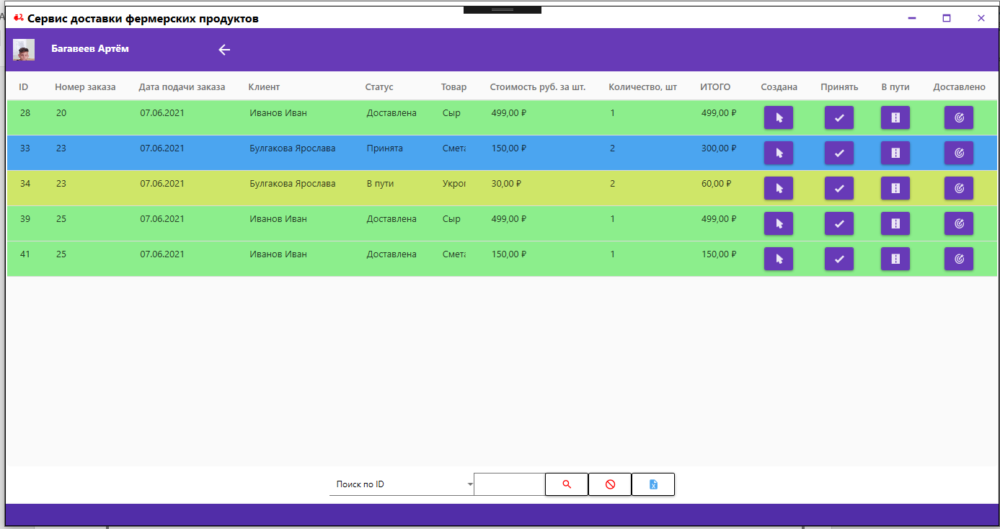 Сервис доставки фермерских продуктов
Багавеев Артём
ID Номер заказа Дата подачи заказа Клиент Статус Товар Стоимость руб. за шт. Количество, шт ИТОГО Создана Принять В пути Доставлено
28 20 07.06.2021 Иванов Иван Доставлена Сыр 499,00 ₽ 1 499,00 ₽
33 23 07.06.2021 Булгакова Ярослава Принята Смета 150,00 ₽ 2 300,00 ₽
34 23 07.06.2021 Булгакова Ярослава В пути Укроп 30,00 ₽ 2 60,00 ₽
39 25 07.06.2021 Иванов Иван Доставлена Сыр 499,00 ₽ 1 499,00 ₽
41 25 07.06.2021 Иванов Иван Доставлена Смета 150,00 ₽ 1 150,00 ₽
Поиск по ID